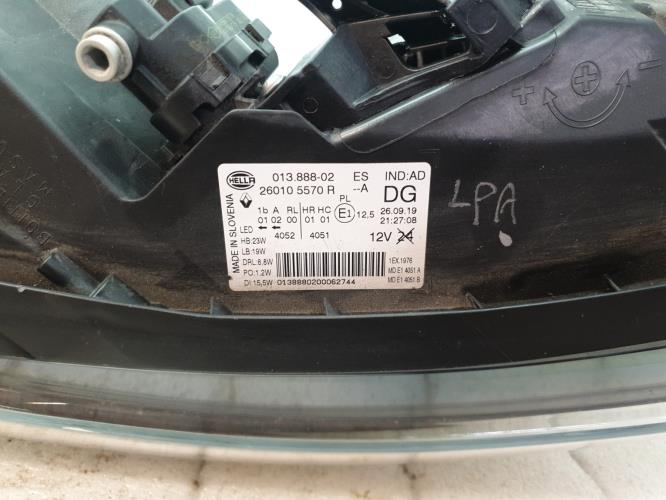 HELLA 013.888-02 ES IND:AD
26010 5570 R --A DG
PL
MADE IN SLOVENIA
1b A RL HR HC E1 12,5 26.09.19
01 02 00 01 01 21:27:08
LED ← ←
4052 4051 12V 24
HB:23W
LB:19W
DRL:8.8W 1EX.1976
PO:1.2W MD E1 4051 A
DI:15,5W 0138880200062744 MD E1 4051 B
LPA
+ + −